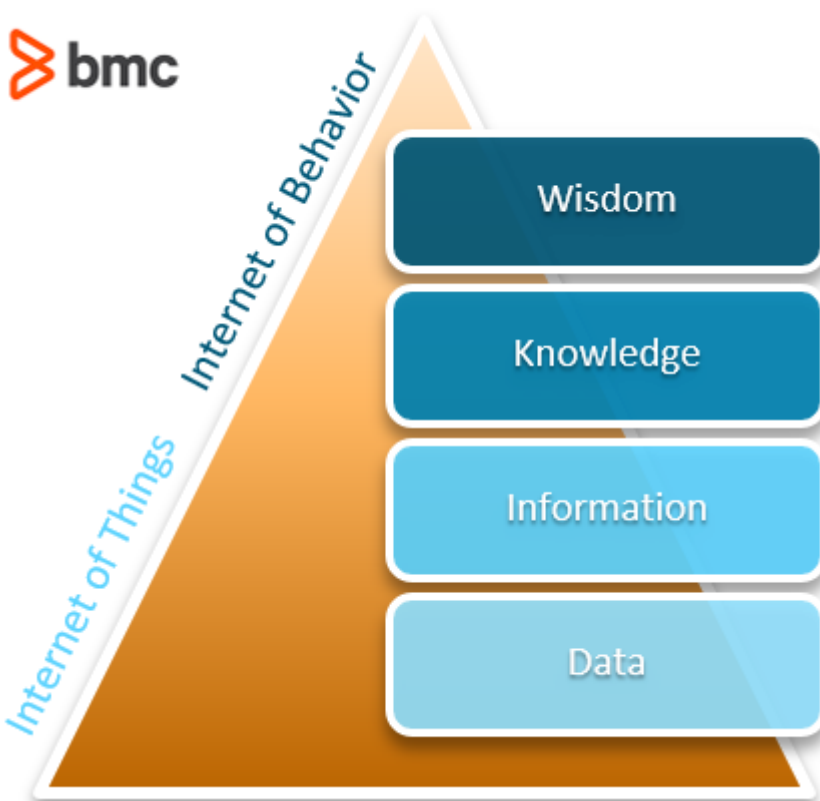 bmc
Internet of Behavior
Internet of Things
Wisdom
Knowledge
Information
Data